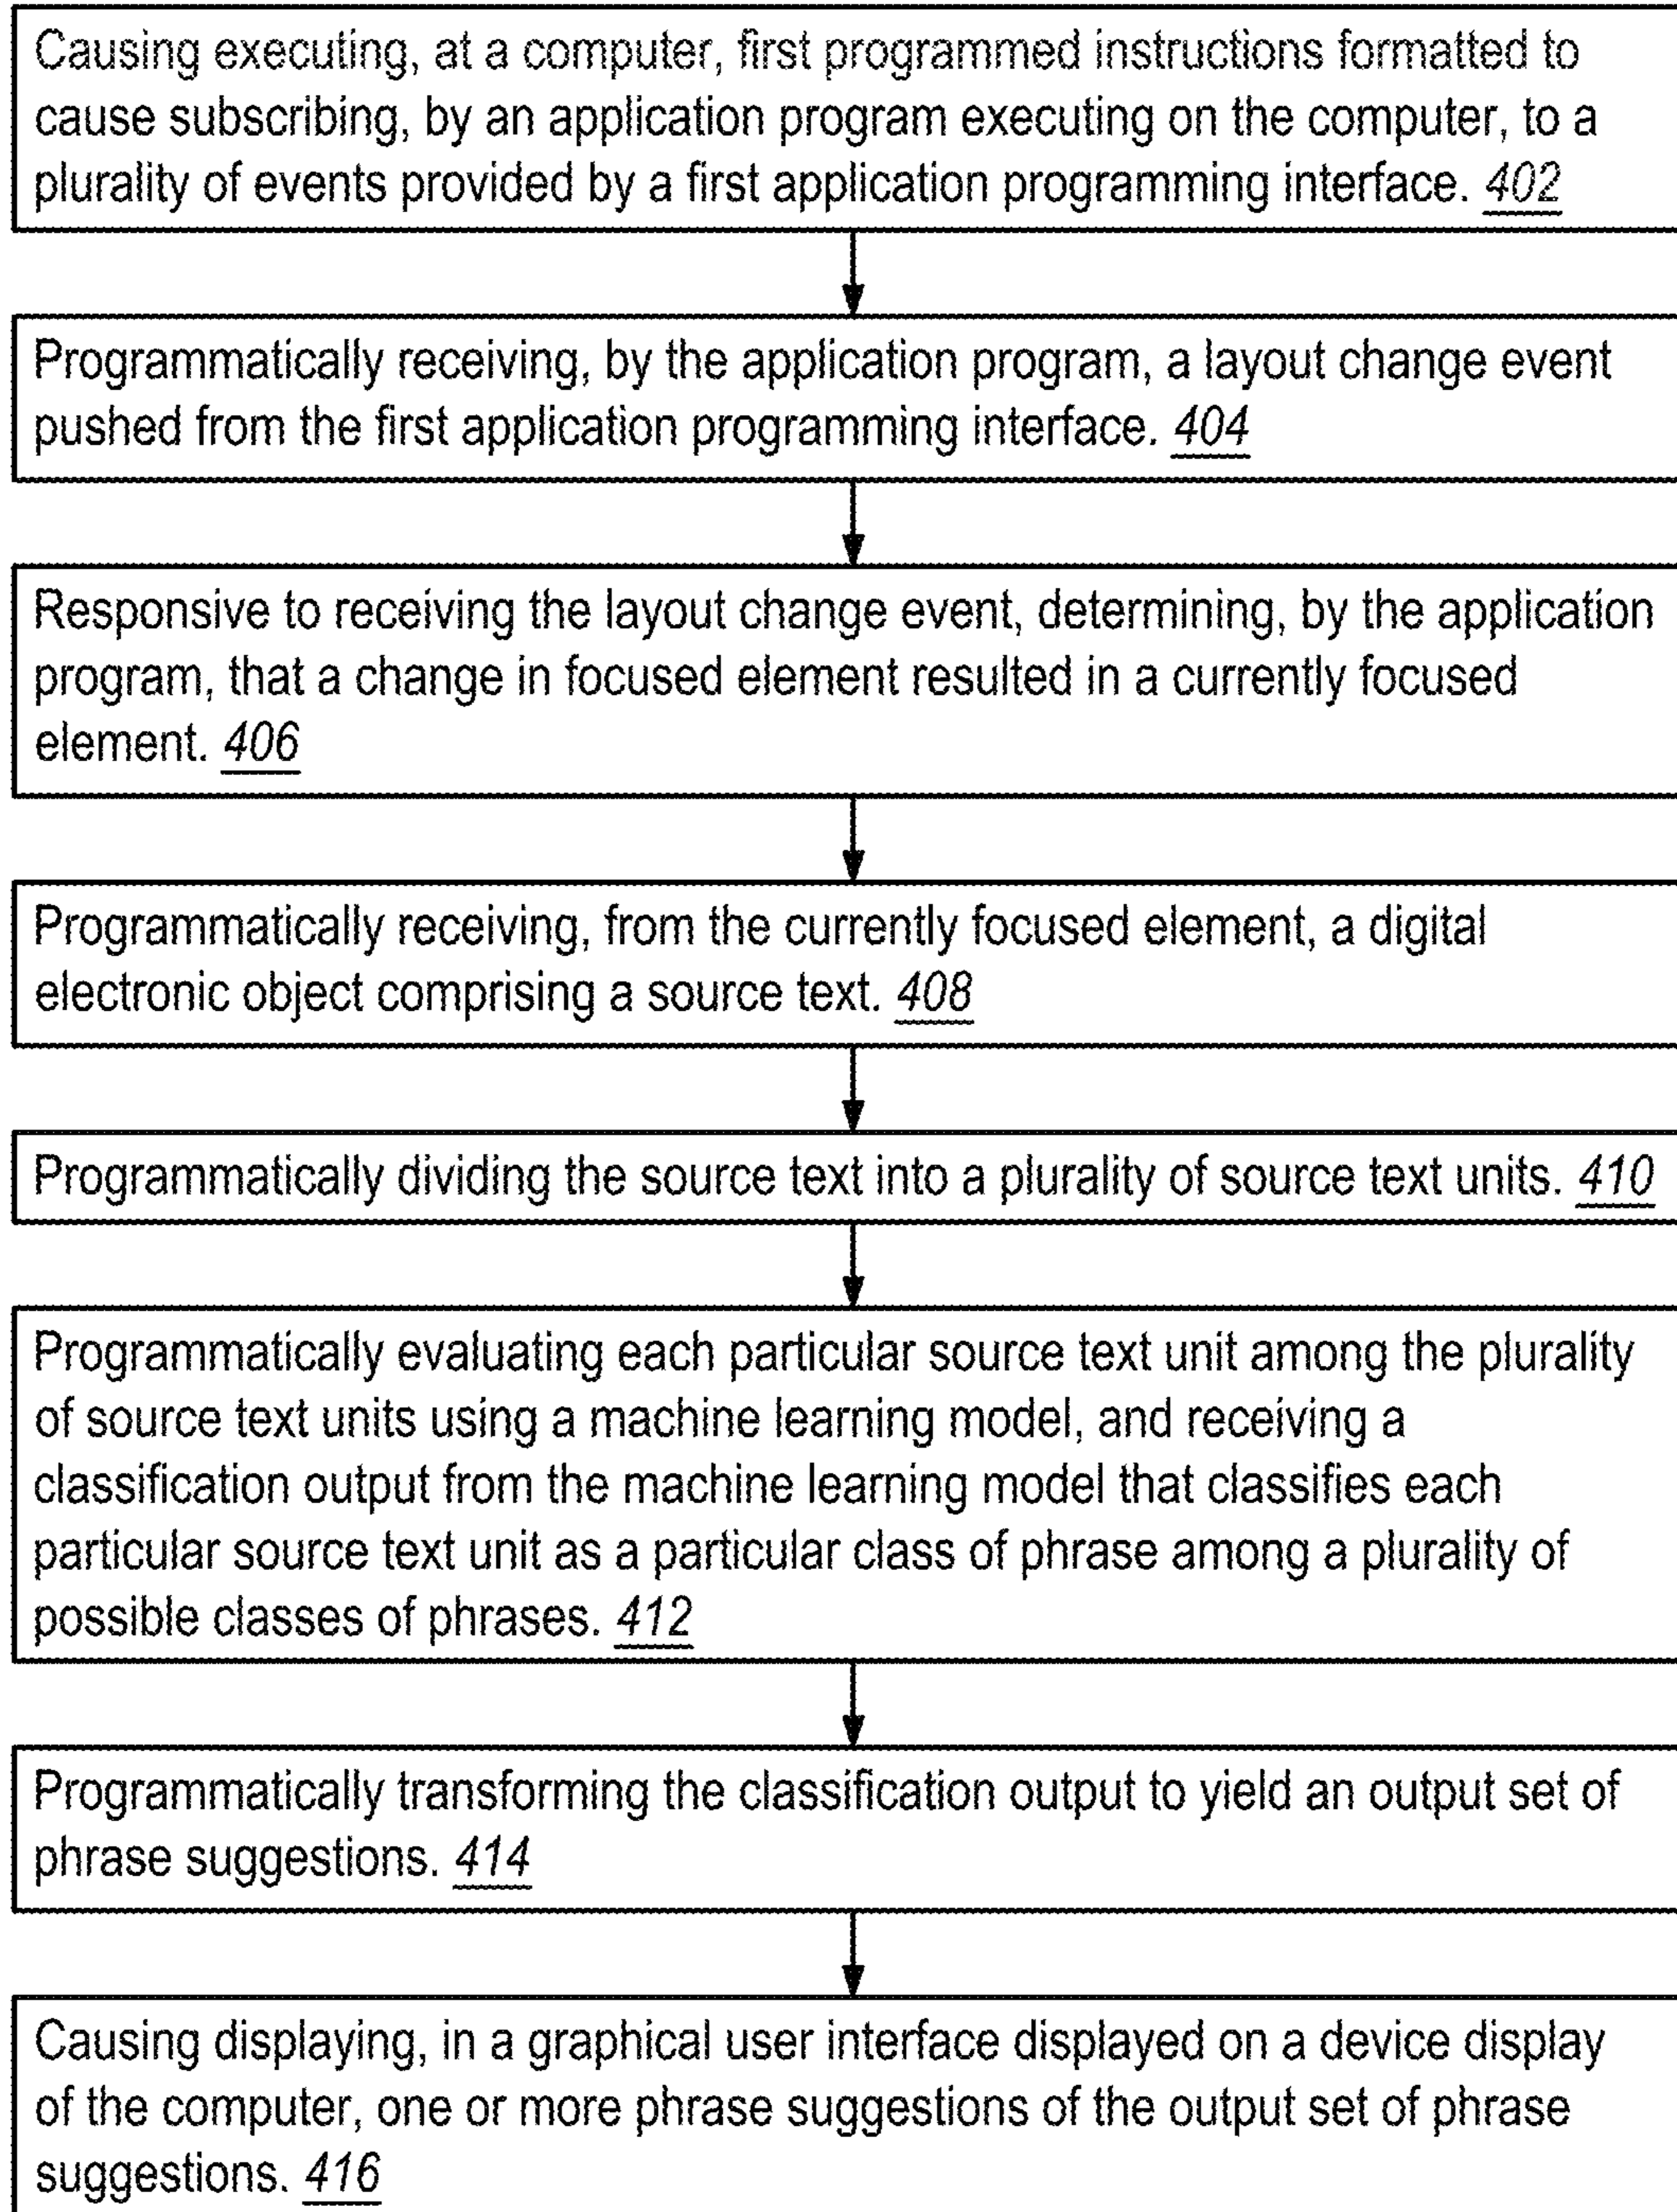 Causing executing, at a computer, first programmed instructions formatted to
cause subscribing, by an application program executing on the computer, to a
plurality of events provided by a first application programming interface. 402
Programmatically receiving, by the application program, a layout change event
pushed from the first application programming interface. 404
Responsive to receiving the layout change event, determining, by the application
program, that a change in focused element resulted in a currently focused
element. 406
Programmatically receiving, from the currently focused element, a digital
electronic object comprising a source text. 408
Programmatically dividing the source text into a plurality of source text units. 410
Programmatically evaluating each particular source text unit among the plurality
of source text units using a machine learning model, and receiving a
classification output from the machine learning model that classifies each
particular source text unit as a particular class of phrase among a plurality of
possible classes of phrases. 412
Programmatically transforming the classification output to yield an output set of
phrase suggestions. 414
Causing displaying, in a graphical user interface displayed on a device display
of the computer, one or more phrase suggestions of the output set of phrase
suggestions. 416